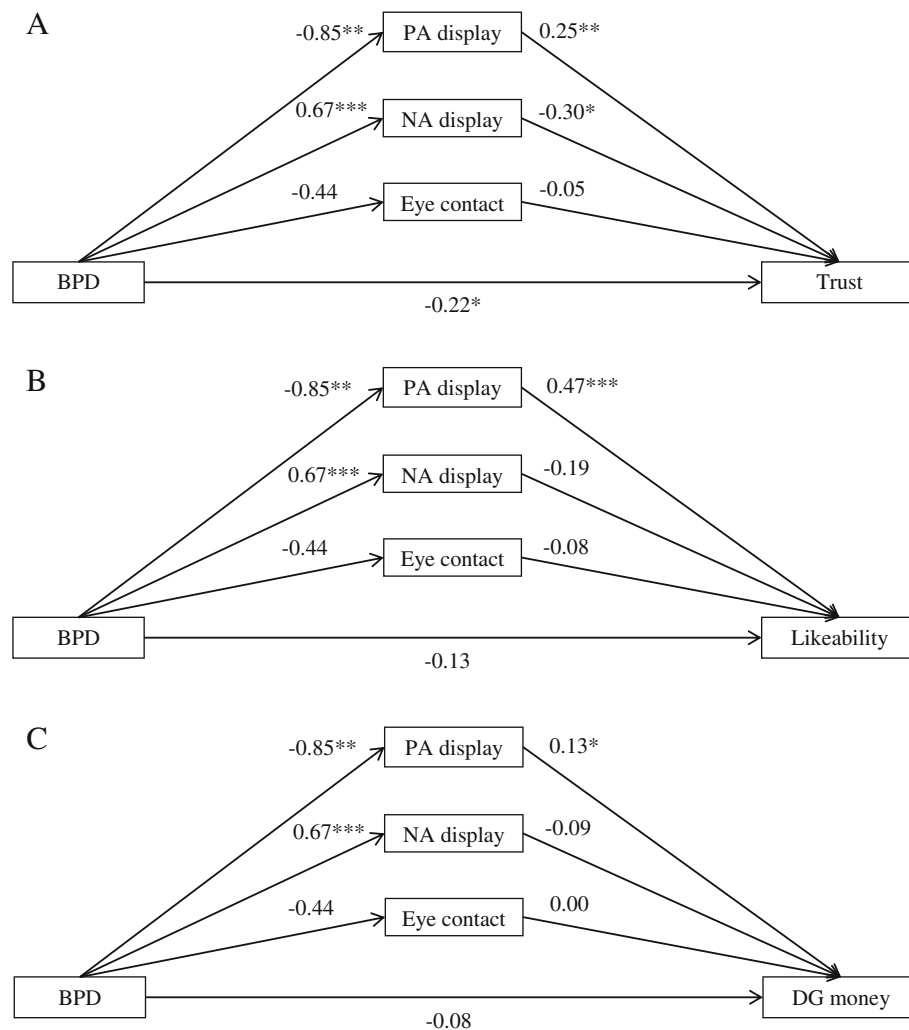 A
-0.85**
PA display
0.25**
0.67***
NA display
-0.30*
-0.44
Eye contact
-0.05
BPD
Trust
-0.22*
B
-0.85**
PA display
0.47***
0.67***
NA display
-0.19
-0.44
Eye contact
-0.08
BPD
Likeability
-0.13
C
-0.85**
PA display
0.13*
0.67***
NA display
-0.09
-0.44
Eye contact
0.00
BPD
DG money
-0.08